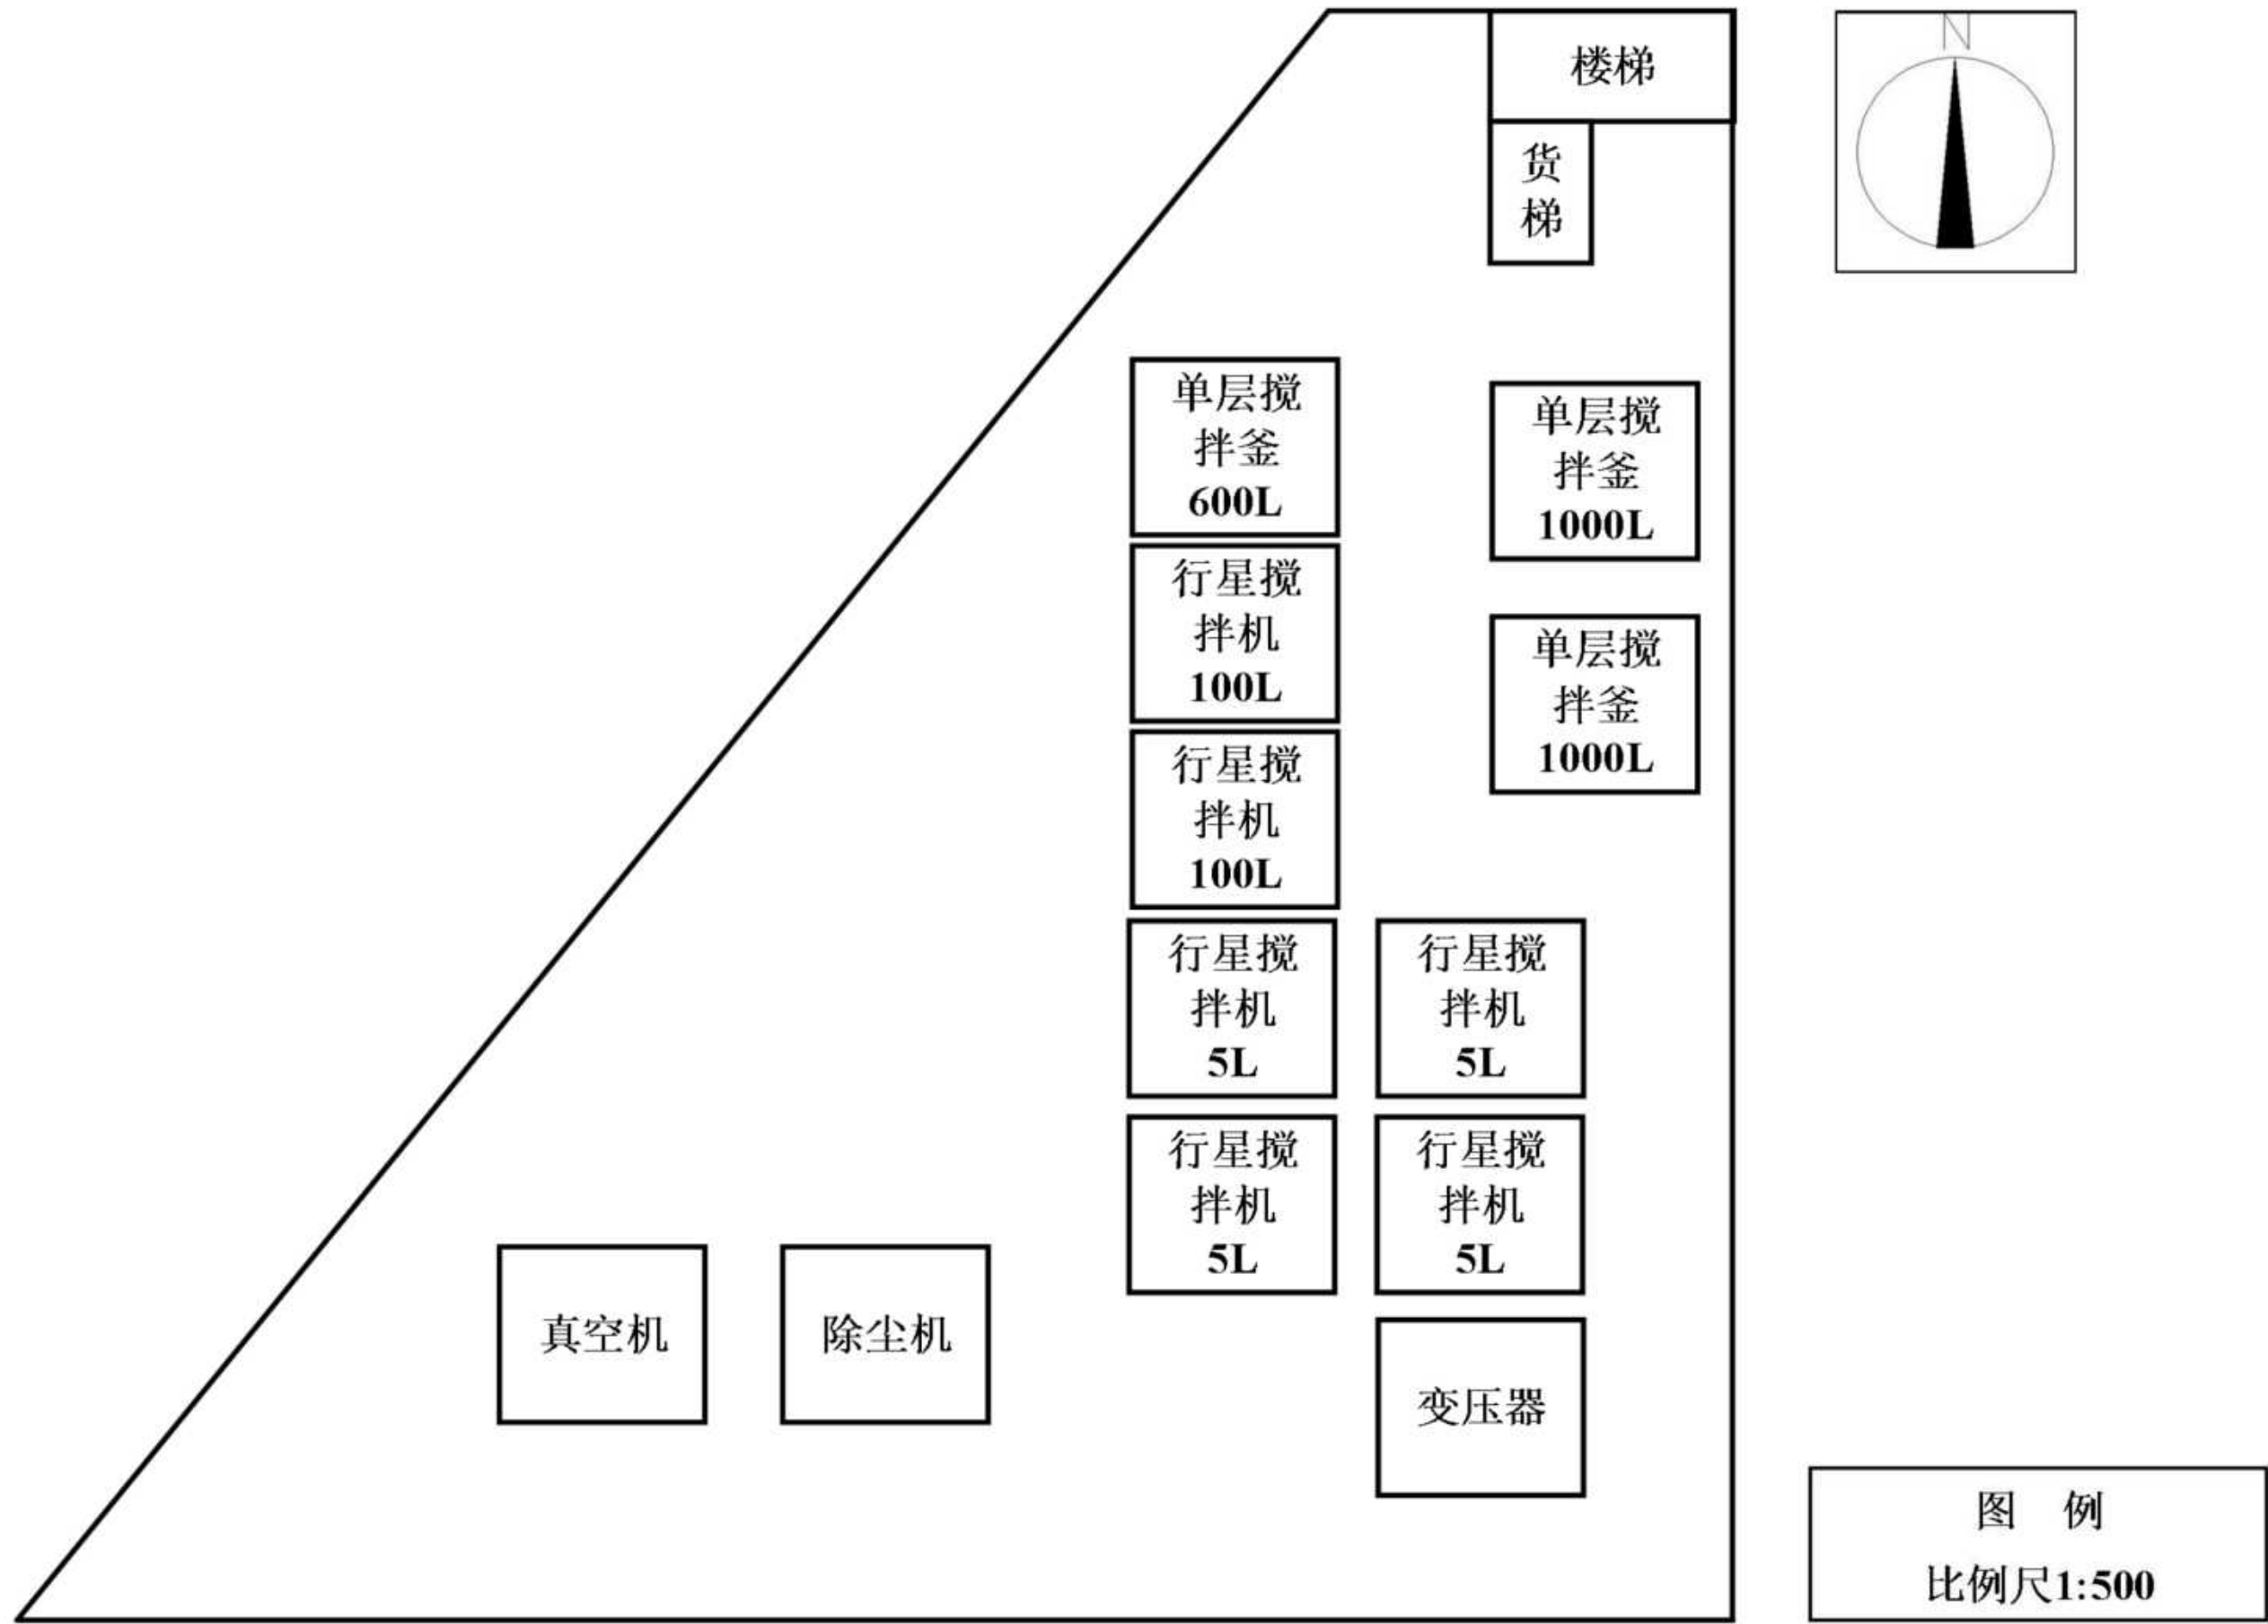 N
楼梯
货
梯
单层搅
拌釜
600L
单层搅
拌釜
1000L
行星搅
拌机
100L
单层搅
拌釜
1000L
行星搅
拌机
100L
行星搅
拌机
5L
行星搅
拌机
5L
行星搅
拌机
5L
行星搅
拌机
5L
真空机
除尘机
变压器
图 例
比例尺1:500